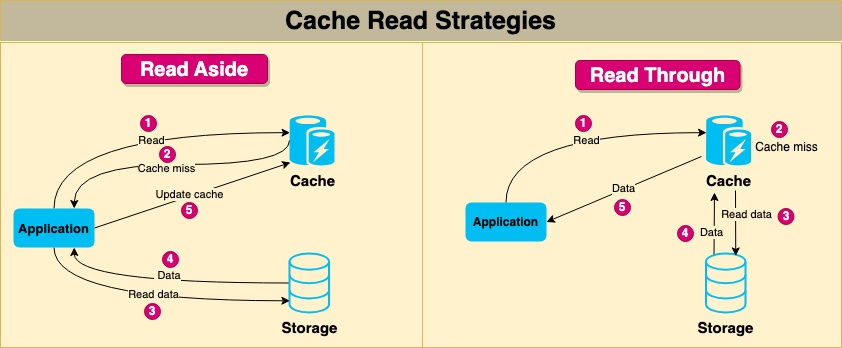 Cache Read Strategies
Read Aside
1
Read
2
Cache miss
Cache
Update cache
5
Application
4
Data
Read data
3
Storage
Read Through
1
Read
2
Cache miss
Cache
Data
5
Application
Read data
3
4
Data
Storage